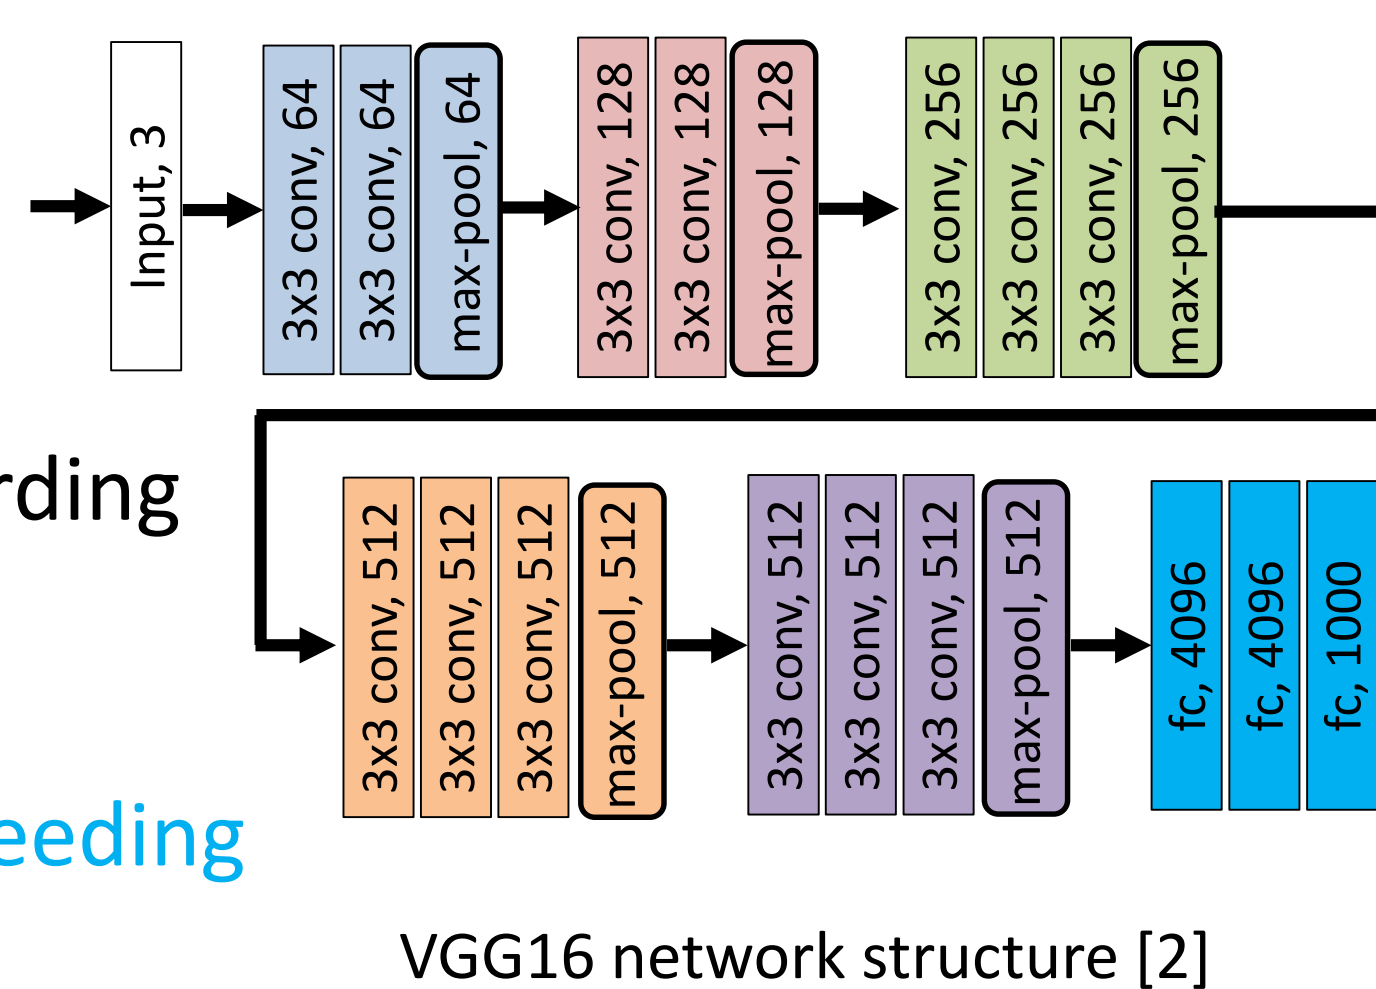 Input, 3
3x3 conv, 64
3x3 conv, 64
max-pool, 64
3x3 conv, 128
3x3 conv, 128
max-pool, 128
3x3 conv, 256
3x3 conv, 256
3x3 conv, 256
max-pool, 256
rding
3x3 conv, 512
3x3 conv, 512
3x3 conv, 512
max-pool, 512
3x3 conv, 512
3x3 conv, 512
3x3 conv, 512
max-pool, 512
fc, 4096
fc, 4096
fc, 1000
eeding
VGG16 network structure [2]